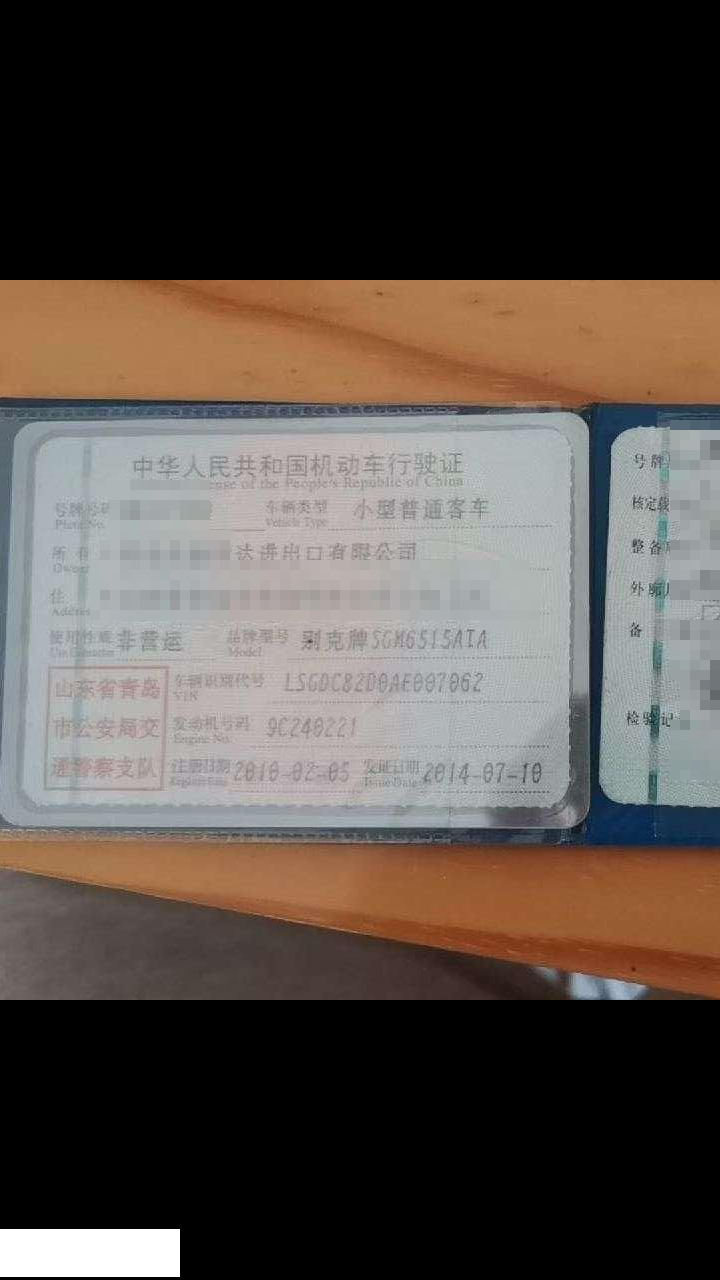 中华人民共和国机动车行驶证
ense of the People's Republic of China
号牌号码 车辆类型 小型普通客车
Plate No. Vehicle Type
所有 达进出口有限公司
Owner
住
Address
使用性质 非营运 品牌型号 别克牌SGM6515ATA
Use Character Model
山东省青岛 车辆识别代号 LSGDC82D0AE007062
VIN
市公安局交 发动机号码 9C240221
Engine No.
通警察支队 注册日期 2010-02-05 发证日期 2014-07-10
Register Date Issue Date
号牌
核定载
整备
外廓
备
检验记